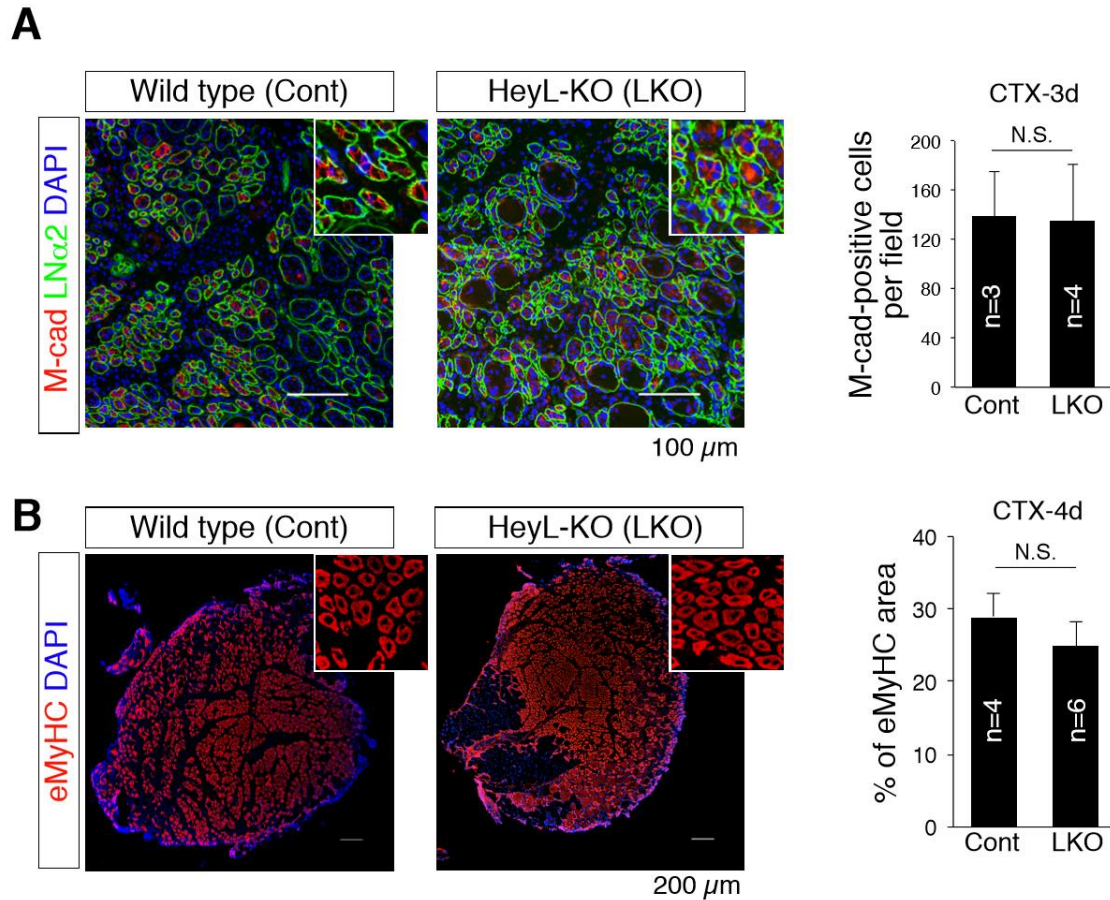 A
Wild type (Cont)
HeyL-KO (LKO)
M-cad LNα2 DAPI
100 µm
CTX-3d
N.S.
M-cad-positive cells
per field
200
160
120
80
40
0
n=3
n=4
Cont
LKO
B
Wild type (Cont)
HeyL-KO (LKO)
eMyHC DAPI
200 µm
CTX-4d
N.S.
% of eMyHC area
40
30
20
10
0
n=4
n=6
Cont
LKO